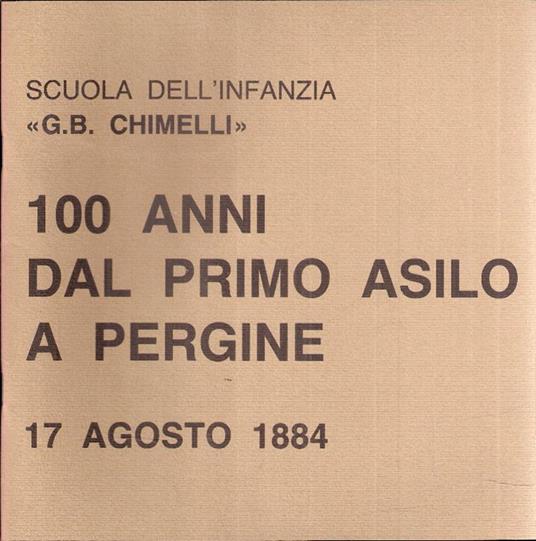 SCUOLA DELL'INFANZIA
«G.B. CHIMELLI»
100 ANNI
DAL PRIMO ASILO
A PERGINE
17 AGOSTO 1884